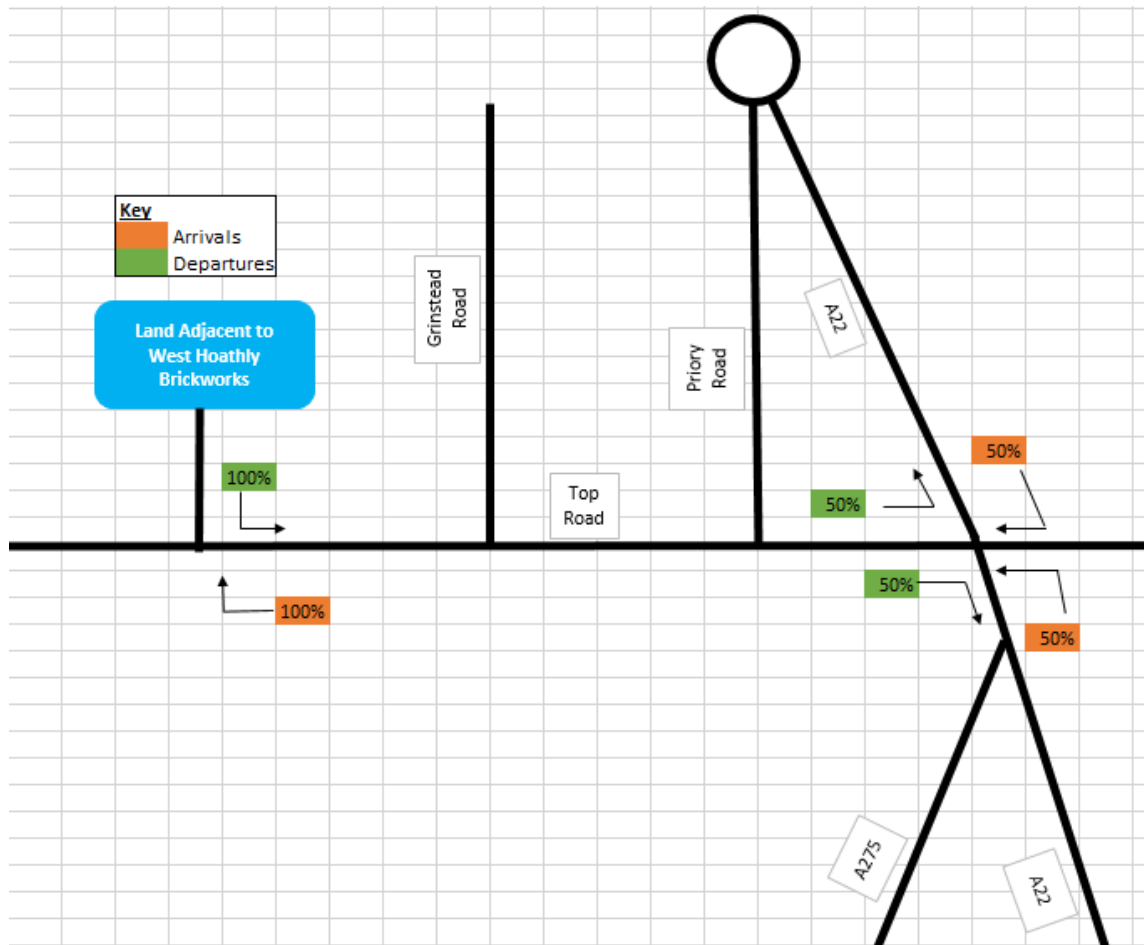 Key
Arrivals
Departures
Land Adjacent to
West Hoathly
Brickworks
Grinstead
Road
Priory
Road
A22
100%
Top
Road
50%
50%
50%
100%
50%
A275
A22